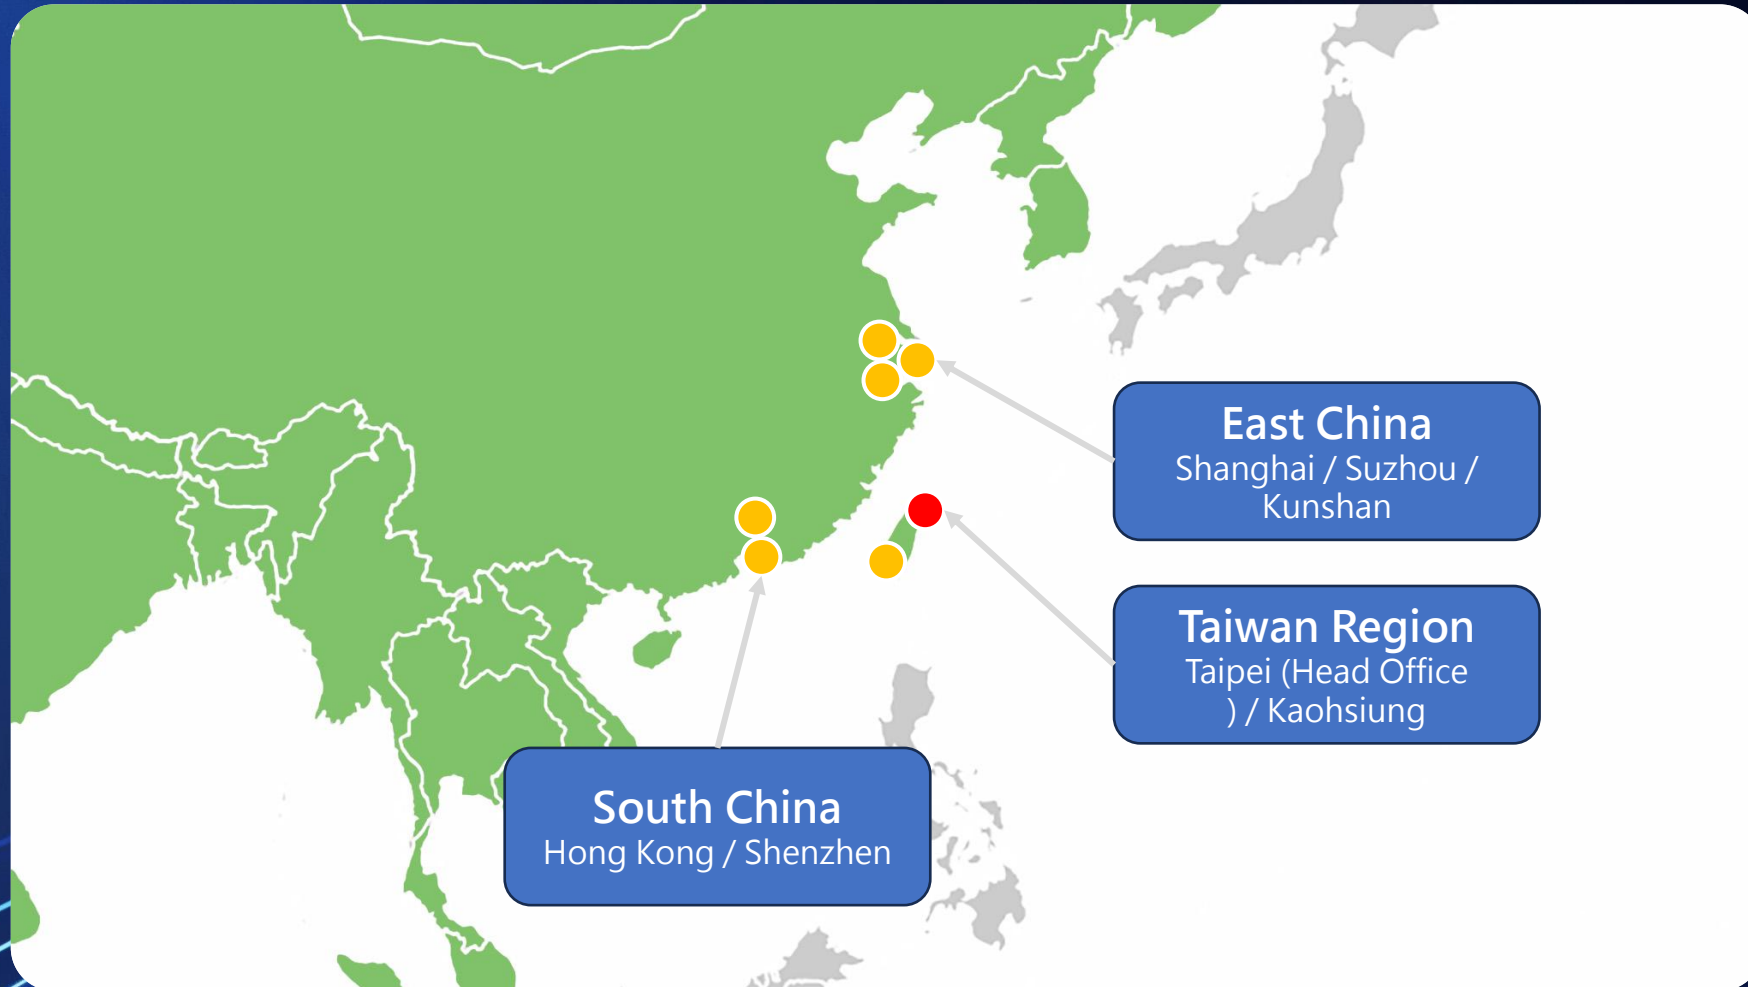 East China
Shanghai / Suzhou /
Kunshan
Taiwan Region
Taipei (Head Office
) / Kaohsiung
South China
Hong Kong / Shenzhen